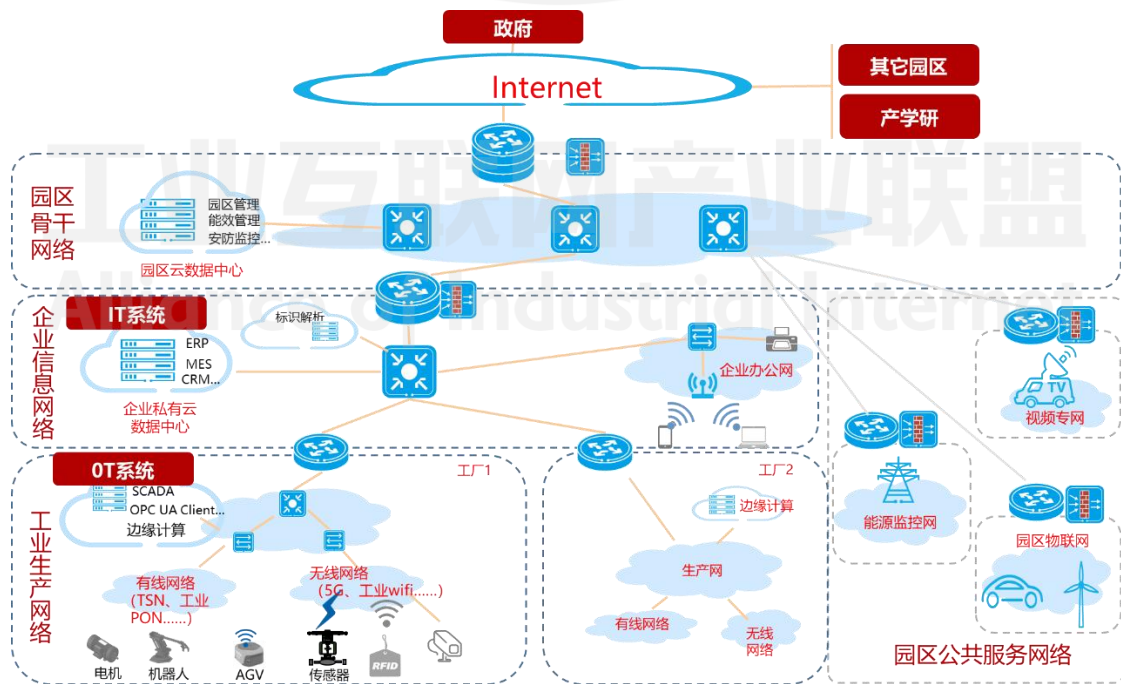 政府
Internet
其它园区
产学研
工业互联网产业联盟
Alliance of Industrial Internet
园区
骨干
网络
园区管理
能效管理
安防监控...
园区云数据中心
企业信息网络
IT系统
ERP
MES
CRM...
企业私有云
数据中心
标识解析
企业办公网
TV
视频专网
能源监控网
园区物联网
园区公共服务网络
工业生产网络
0T系统
SCADA
OPC UA Client...
边缘计算
工厂1
有线网络
(TSN、工业
PON......)
无线网络
(5G、工业wifi......)
电机
机器人
AGV
传感器
RFID
工厂2
边缘计算
生产网
有线网络
无线
网络